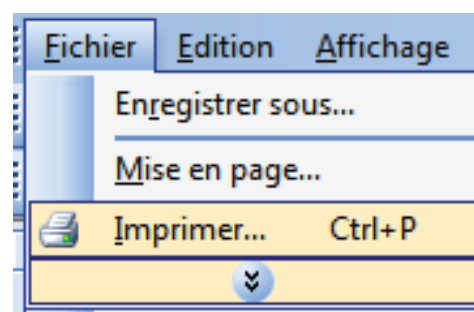 Fichier Edition Affichage
Enregistrer sous...
Mise en page...
Imprimer... Ctrl+P